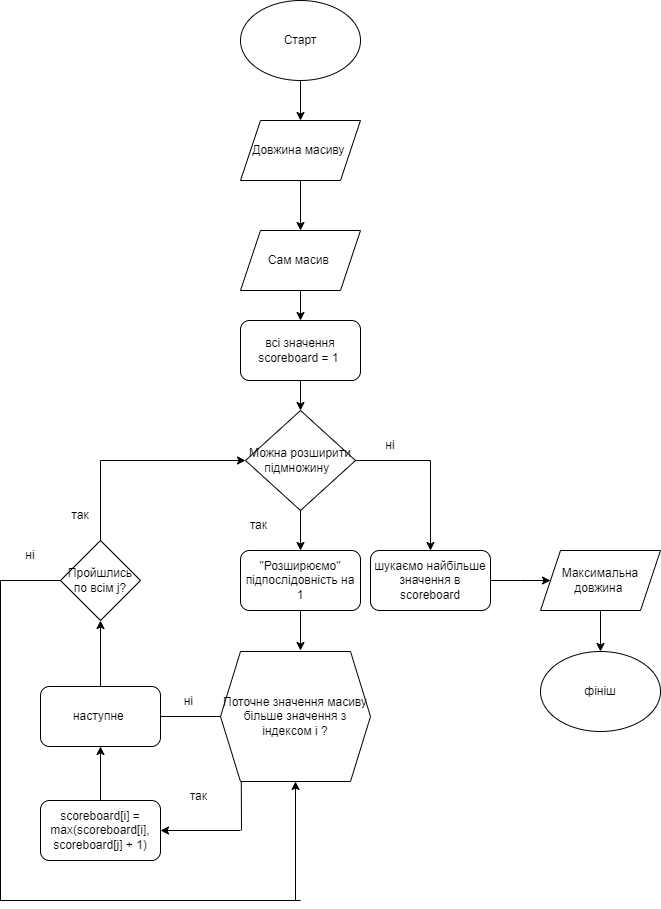 Старт
Довжина масиву
Сам масив
всі значення
scoreboard = 1
Можна розширити
підмножину
ні
так
так
ні
Пройшлись
по всім j?
"Розширюємо"
підпослідовність на
1
шукаємо найбільше
значення в
scoreboard
Максимальна
довжина
фініш
Поточне значення масиву
більше значення з
індексом i ?
ні
наступне
так
scoreboard[i] =
max(scoreboard[i],
scoreboard[j] + 1)